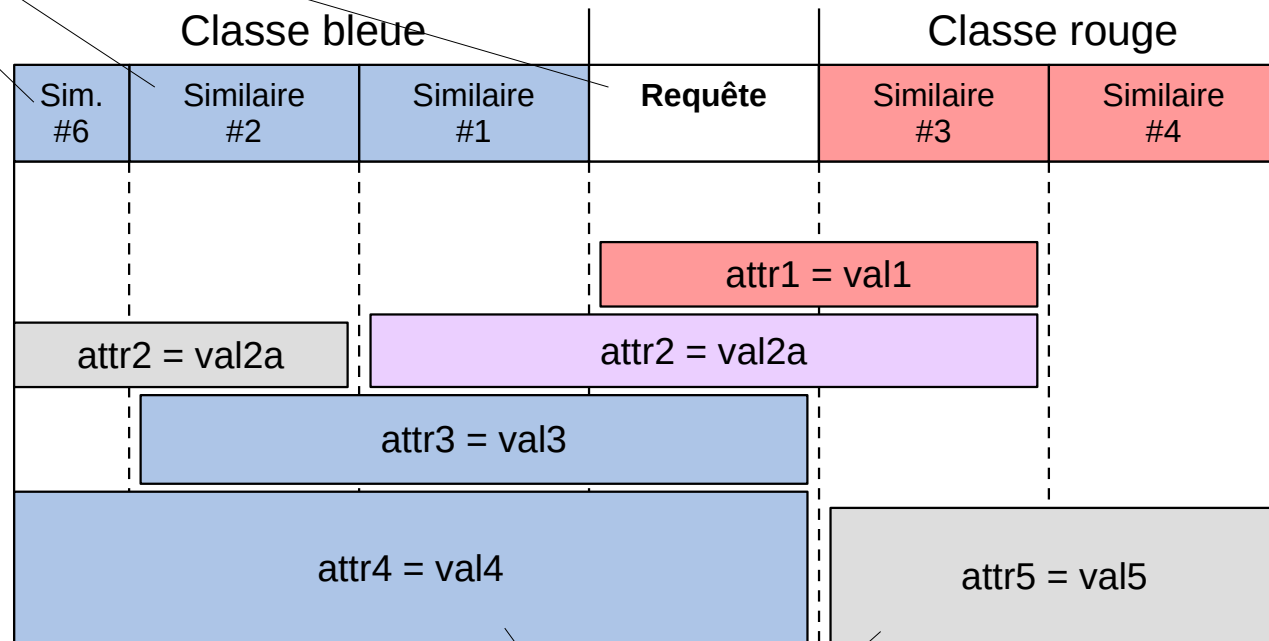 Classe bleue
Classe rouge
Sim.
#6
Similaire
#2
Similaire
#1
Requête
Similaire
#3
Similaire
#4
attr1 = val1
attr2 = val2a
attr2 = val2a
attr3 = val3
attr4 = val4
attr5 = val5